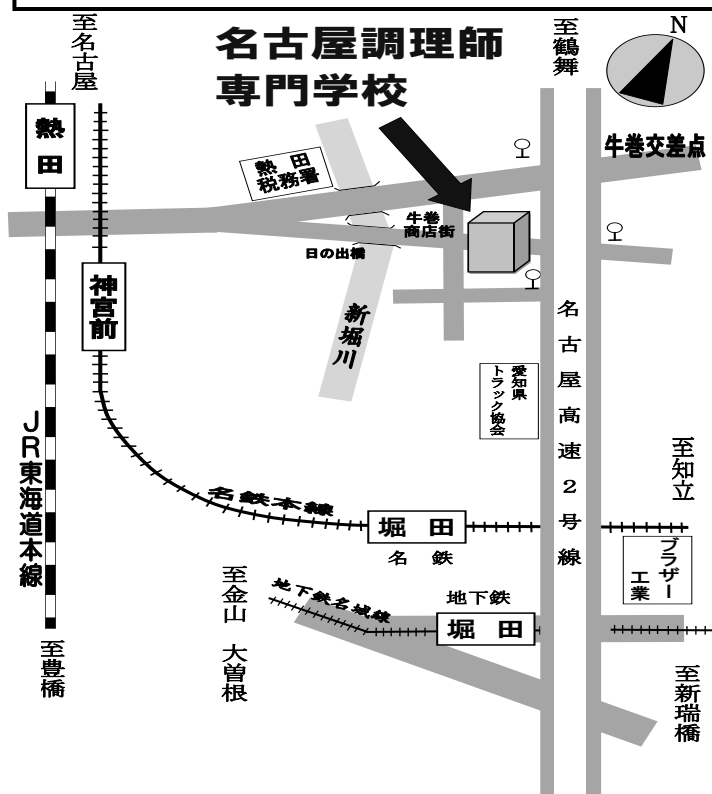 至名古屋
名古屋調理師
専門学校
至鶴舞
N
熱田
熱田
税務署
牛巻交差点
牛巻
商店街
日の出橋
神宮前
新堀川
名古屋高速2号線
愛知県
トラック協会
JR東海道本線
至知立
名鉄本線
堀田
名鉄
ブラザー
工業
至金山 大曽根
地下鉄名城線
地下鉄
堀田
至豊橋
至新瑞橋